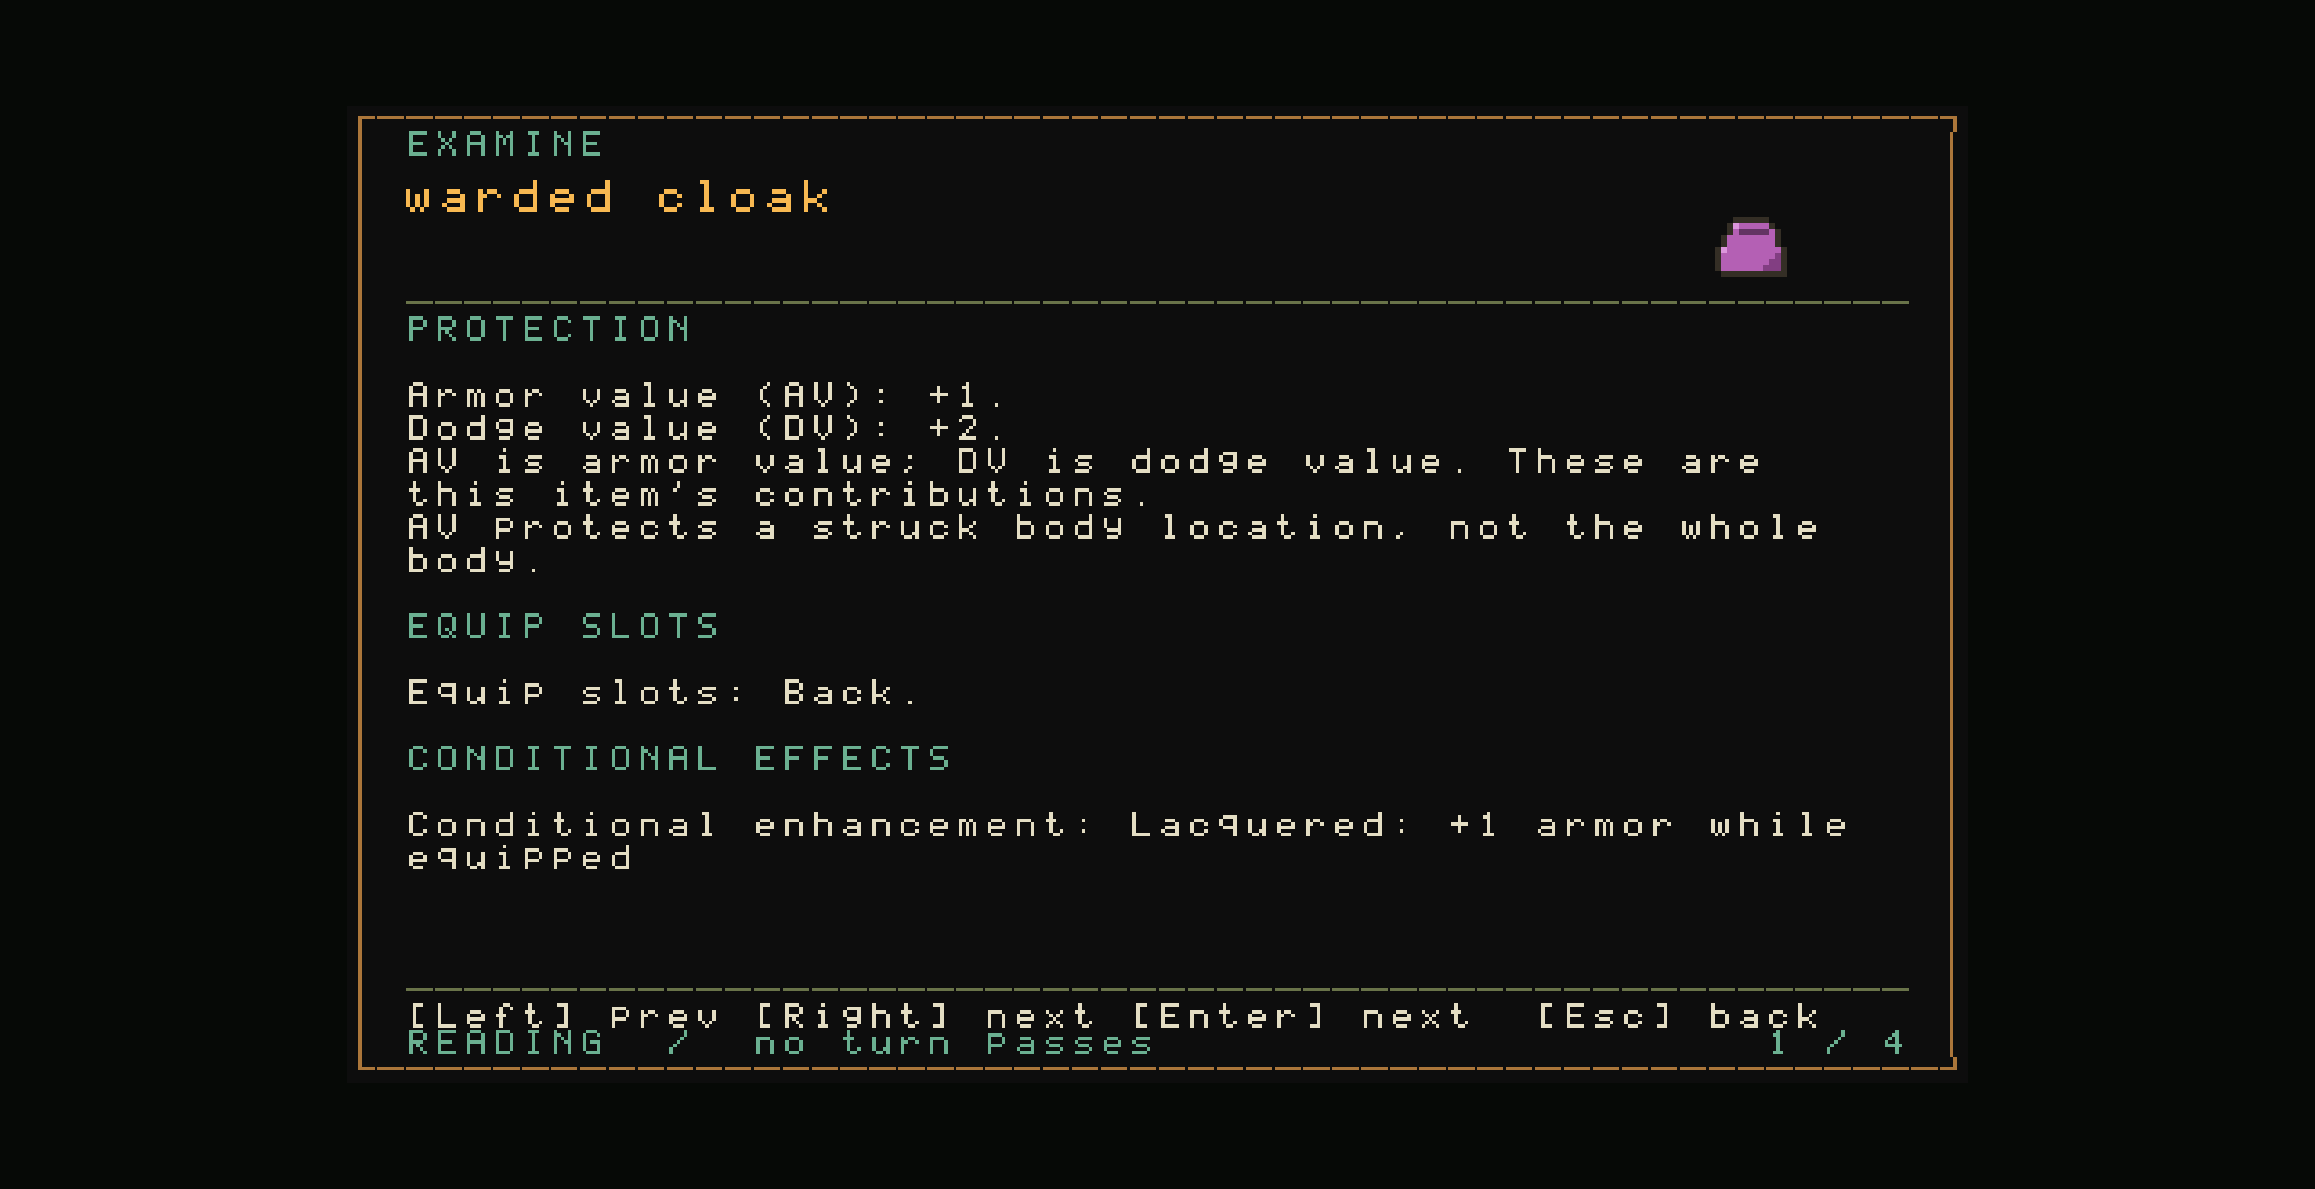 EXAMINE
warded cloak
PROTECTION
Armor value (AV): +1.
Dodge value (DV): +2.
AV is armor value; DV is dodge value. These are
this item's contributions.
AV protects a struck body location, not the whole
body.
EQUIP SLOTS
Equip slots: Back.
CONDITIONAL EFFECTS
Conditional enhancement: Lacquered: +1 armor while
equipped
[Left] prev [Right] next [Enter] next [Esc] back
READING / no turn passes 1 / 4